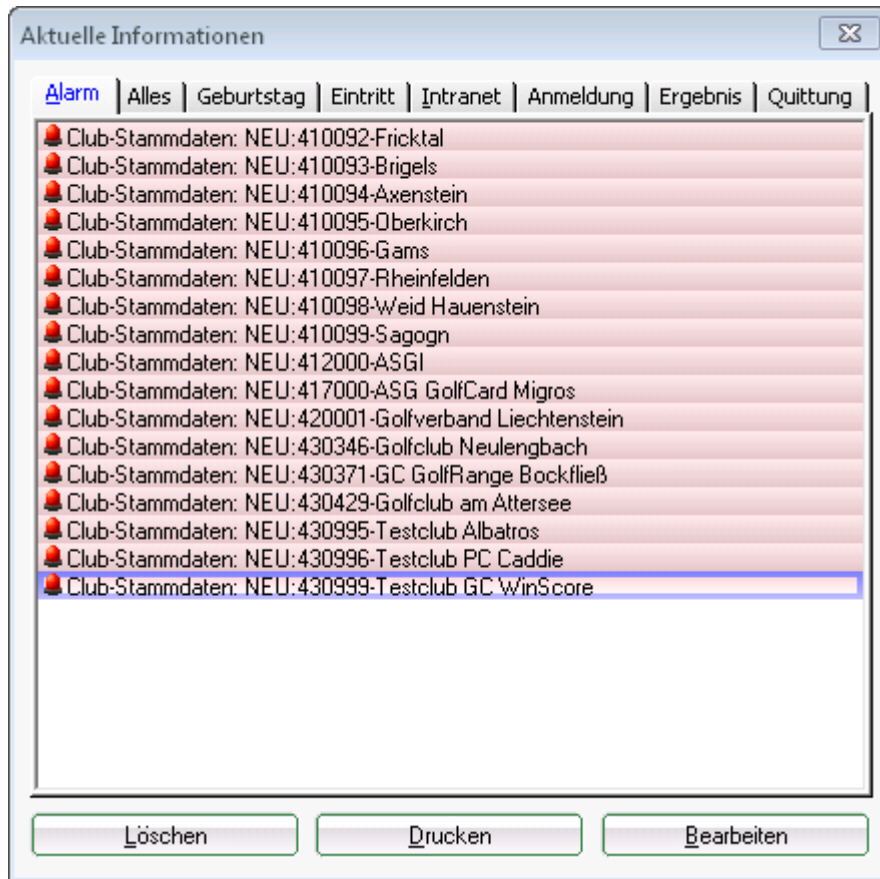 Aktuelle Informationen
Alarm Alles Geburtstag Eintritt Intranet Anmeldung Ergebnis Quittung
Club-Stammdaten: NEU:410092-Fricktal
Club-Stammdaten: NEU:410093-Brigels
Club-Stammdaten: NEU:410094-Axenstein
Club-Stammdaten: NEU:410095-Oberkirch
Club-Stammdaten: NEU:410096-Gams
Club-Stammdaten: NEU:410097-Rheinfelden
Club-Stammdaten: NEU:410098-Weid Hauenstein
Club-Stammdaten: NEU:410099-Sagogn
Club-Stammdaten: NEU:412000-ASGI
Club-Stammdaten: NEU:417000-ASG GolfCard Migros
Club-Stammdaten: NEU:420001-Golfverband Liechtenstein
Club-Stammdaten: NEU:430346-Golfclub Neulengbach
Club-Stammdaten: NEU:430371-GC GolfRange Bockfließ
Club-Stammdaten: NEU:430429-Golfclub am Attersee
Club-Stammdaten: NEU:430995-Testclub Albatros
Club-Stammdaten: NEU:430996-Testclub PC Caddie
Club-Stammdaten: NEU:430999-Testclub GC WinScore
Löschen Drucken Bearbeiten